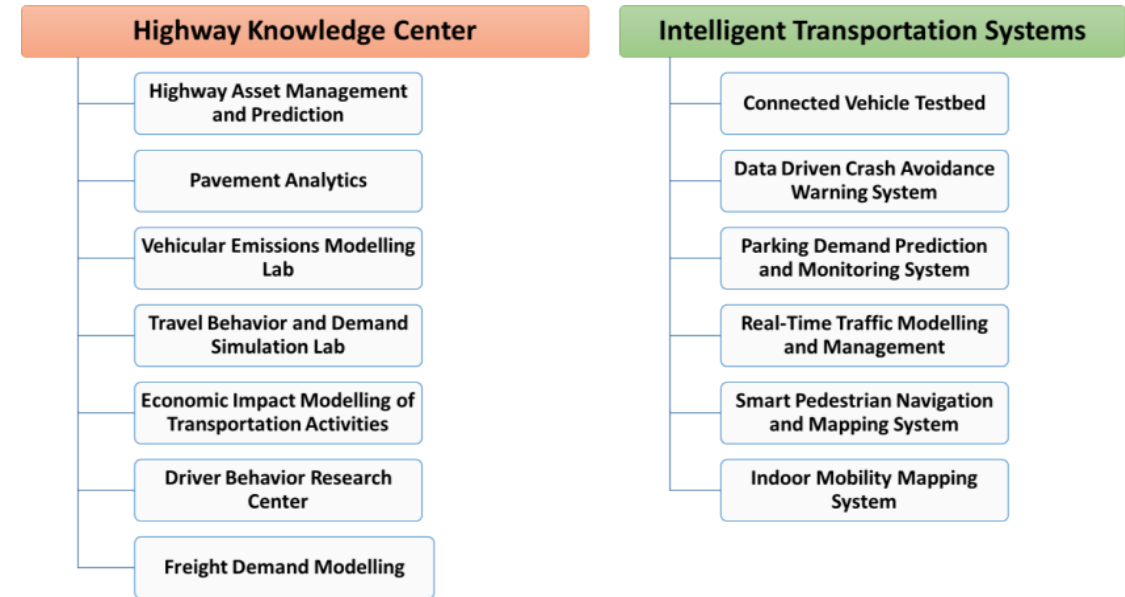 Highway Knowledge Center
Highway Asset Management
and Prediction
Pavement Analytics
Vehicular Emissions Modelling
Lab
Travel Behavior and Demand
Simulation Lab
Economic Impact Modelling of
Transportation Activities
Driver Behavior Research
Center
Freight Demand Modelling
Intelligent Transportation Systems
Connected Vehicle Testbed
Data Driven Crash Avoidance
Warning System
Parking Demand Prediction
and Monitoring System
Real-Time Traffic Modelling
and Management
Smart Pedestrian Navigation
and Mapping System
Indoor Mobility Mapping
System